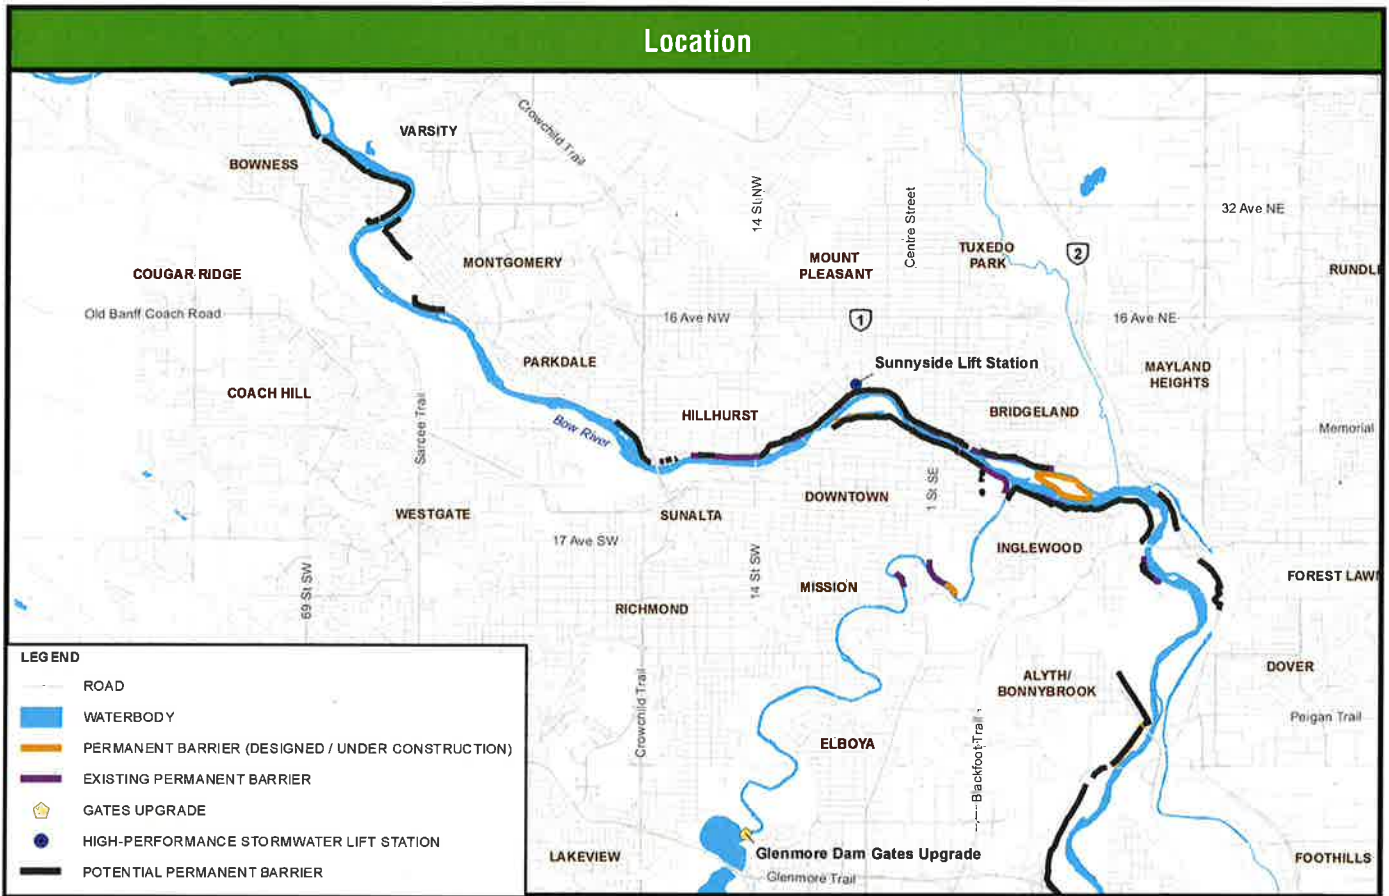 Location
VARSITY
Crowchild Trail
BOWNESS
14 St NW
Centre Street
32 Ave NE
COUGAR RIDGE
MONTGOMERY
MOUNT
PLEASANT
TUXEDO
PARK
2
RUNDL
Old Banff Coach Road
16 Ave NW
1
16 Ave NE
PARKDALE
Sunnyside Lift Station
MAYLAND
HEIGHTS
COACH HILL
Sarcee Trail
Bow River
HILLHURST
BRIDGELAND
Memorial
WESTGATE
SUNALTA
DOWNTOWN
1 St SE
17 Ave SW
INGLEWOOD
69 St SW
14 St SW
MISSION
FOREST LAWN
RICHMOND
LEGEND
ROAD
WATERBODY
PERMANENT BARRIER (DESIGNED / UNDER CONSTRUCTION)
EXISTING PERMANENT BARRIER
GATES UPGRADE
HIGH-PERFORMANCE STORMWATER LIFT STATION
POTENTIAL PERMANENT BARRIER
Crowchild Trail
ALYTH/
BONNYBROOK
DOVER
Peigan Trail
ELBOYA
Blackfoot Trail
LAKEVIEW
Glenmore Dam Gates Upgrade
Glenmore Trail
FOOTHILLS